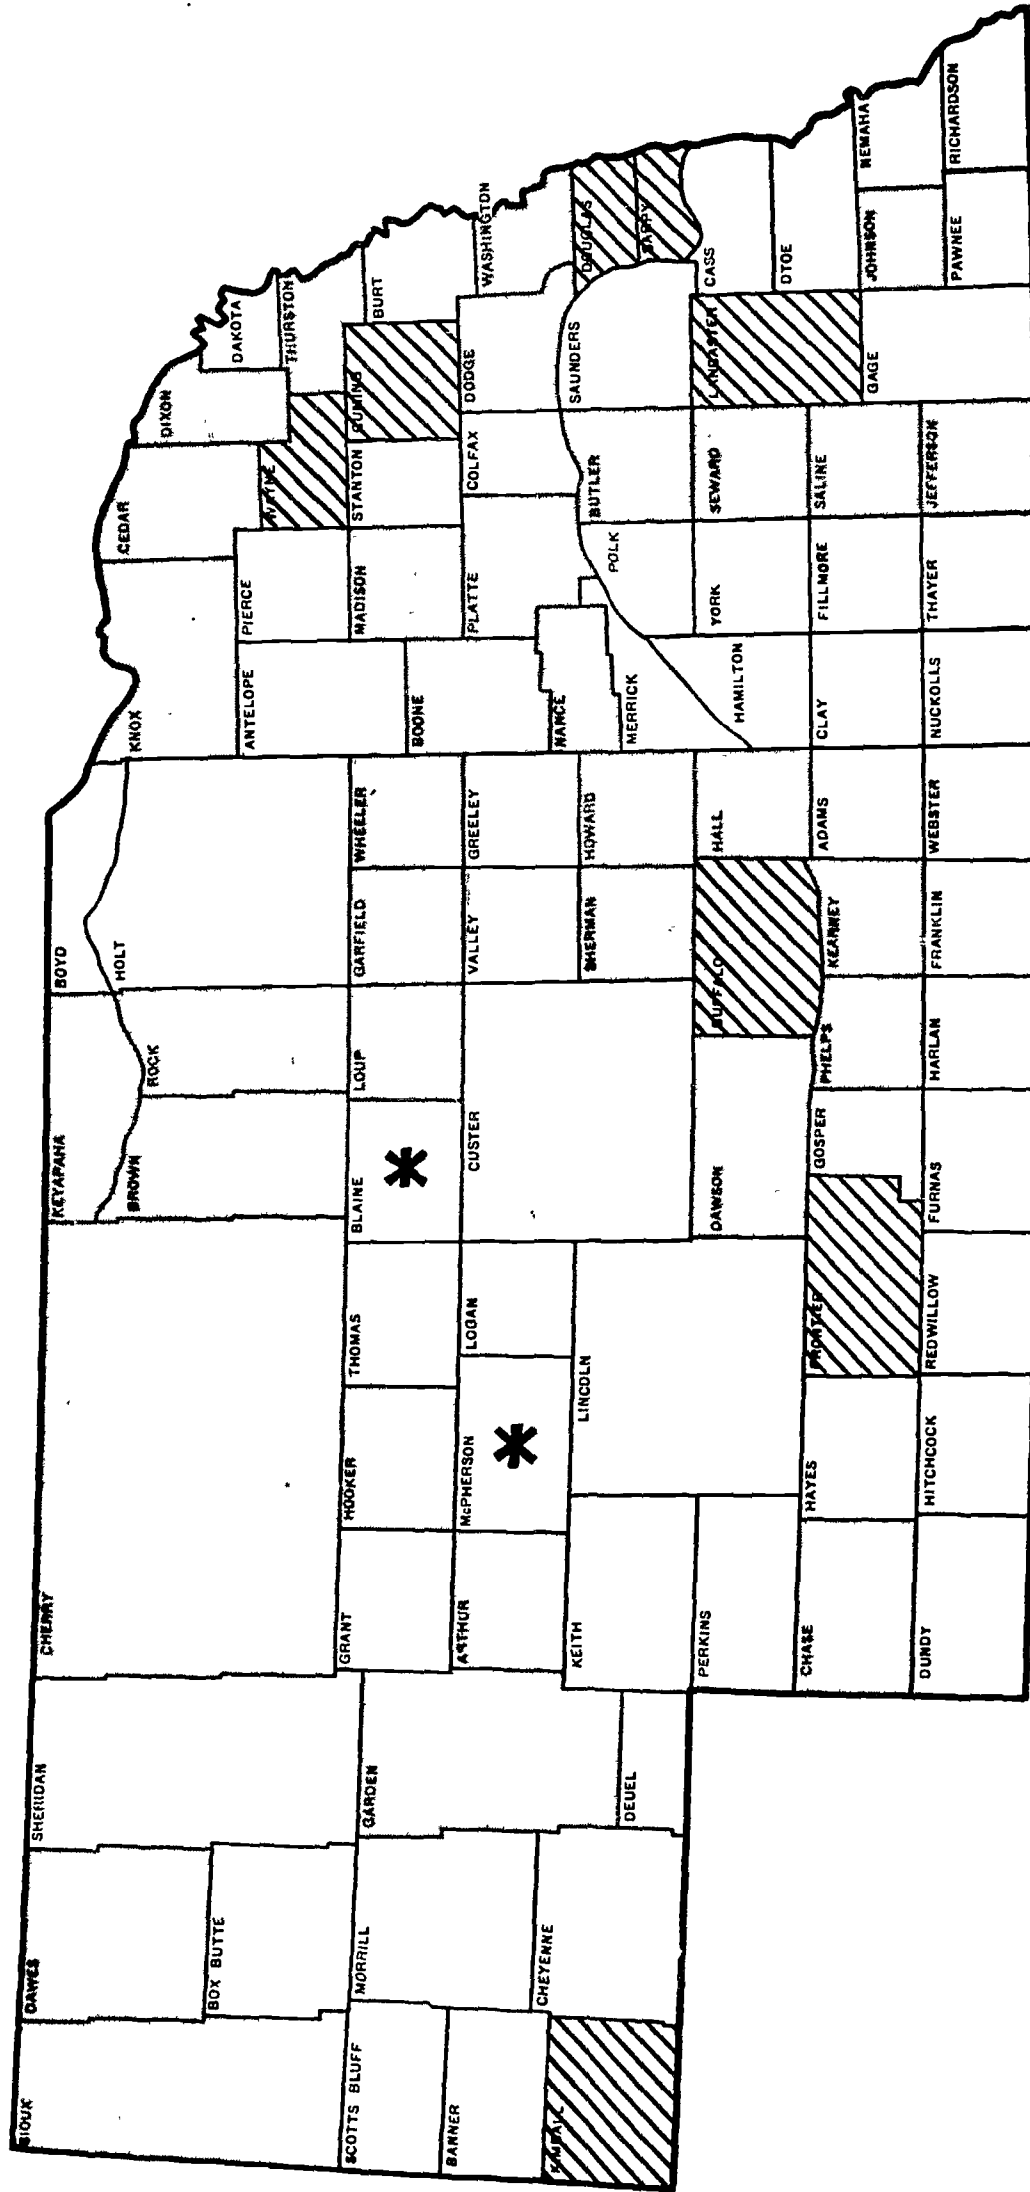 SIOUX
DAWES
SHERIDAN
CHERRY
KEYAPAHA
BOYD
BOX BUTTE
BROWN
ROCK
HOLT
KNOX
CEDAR
DIXON
DAKOTA
SCOTTS BLUFF
MORRILL
GARDEN
GRANT
HOOKER
THOMAS
BLAINE
LOUP
GARFIELD
WHEELER
ANTELOPE
PIERCE
WAYNE
THURSTON
BANNER
ARTHUR
McPHERSON
LOGAN
CUSTER
VALLEY
GREELEY
BOONE
MADISON
STANTON
CUMING
BURT
KIMBALL
CHEYENNE
DEUEL
KEITH
LINCOLN
SHERMAN
HOWARD
NANCE
MERRICK
PLATTE
POLK
COLFAX
BUTLER
DODGE
SAUNDERS
WASHINGTON
DOUGLAS
SARPY
PERKINS
DAWSON
BUFFALO
HALL
HAMILTON
YORK
SEWARD
LANCASTER
CASS
DTOE
CHASE
HAYES
FRONTIER
GOSPER
PHELPS
KEARNEY
ADAMS
CLAY
FILLMORE
SALINE
GAGE
JOHNSON
NEMAHA
DUNDY
HITCHCOCK
REDWILLOW
FURNAS
HARLAN
FRANKLIN
WEBSTER
NUCKOLLS
THAYER
JEFFERSON
PAWNEE
RICHARDSON